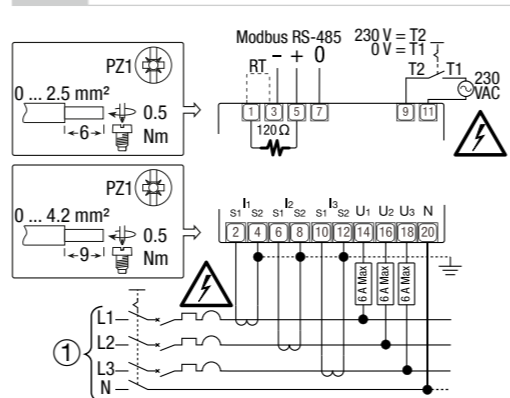 PZ1
0 ... 2.5 mm²
6
0.5
Nm
Modbus RS-485
RT − + 0
1 3 5 7
120 Ω
230 V = T2
0 V = T1
T2 T1
230
VAC
9 11
PZ1
0 ... 4.2 mm²
9
0.5
Nm
I1 I2 I3
S1 S2 S1 S2 S1 S2 U1 U2 U3 N
2 4 6 8 10 12 14 16 18 20
6 A Max 6 A Max 6 A Max
1
L1
L2
L3
N